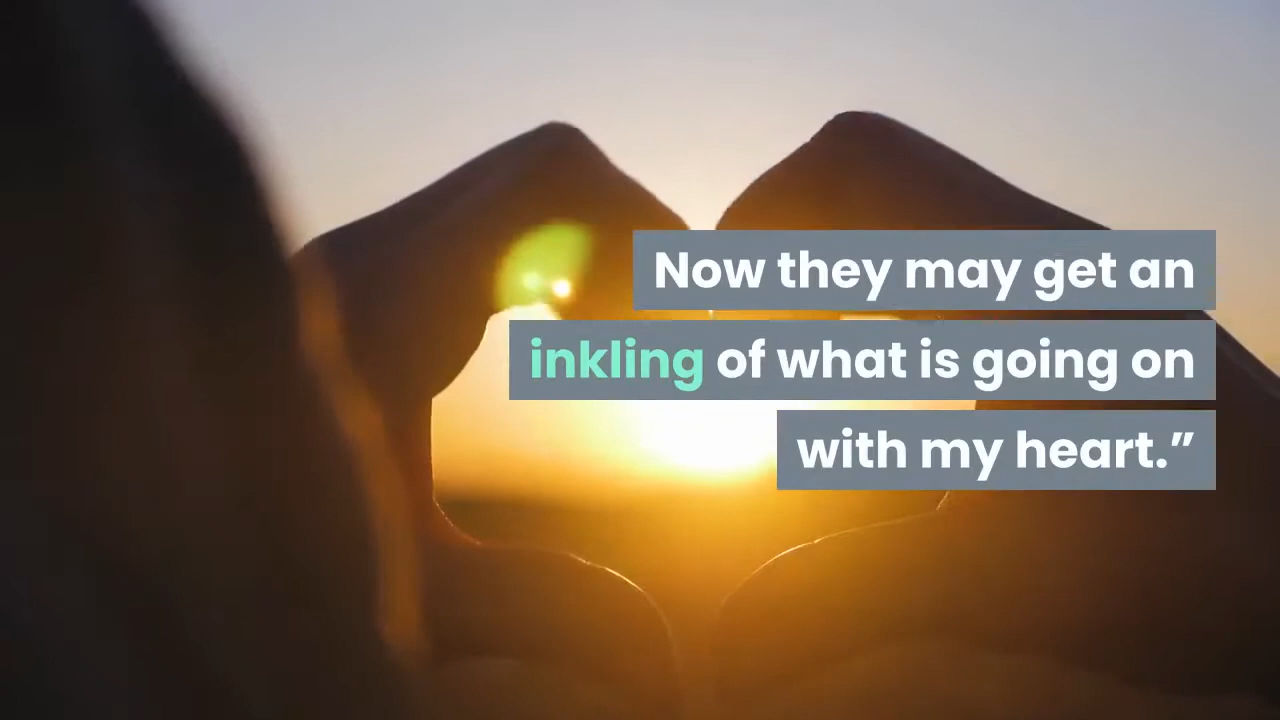 Now they may get an
inkling of what is going on
with my heart.”